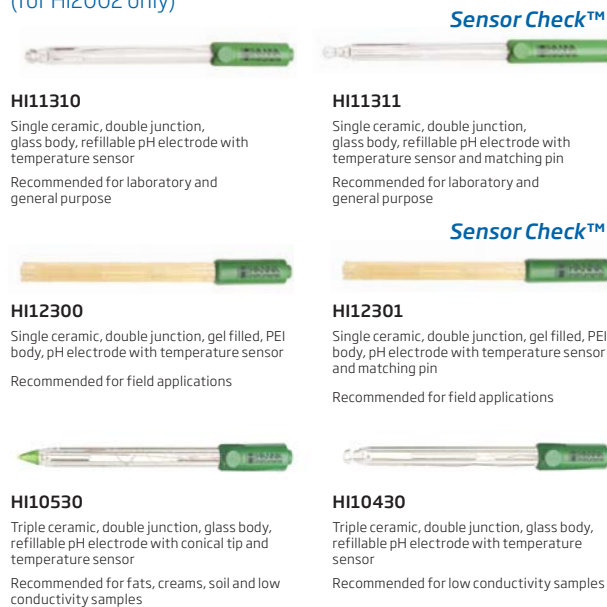 (for HI2002 only)
Sensor Check™
HI11310
Single ceramic, double junction,
glass body, refillable pH electrode with
temperature sensor
Recommended for laboratory and
general purpose
HI11311
Single ceramic, double junction,
glass body, refillable pH electrode with
temperature sensor and matching pin
Recommended for laboratory and
general purpose
Sensor Check™
HI12300
Single ceramic, double junction, gel filled, PEI
body, pH electrode with temperature sensor
Recommended for field applications
HI12301
Single ceramic, double junction, gel filled, PEI
body, pH electrode with temperature sensor
and matching pin
Recommended for field applications
HI10530
Triple ceramic, double junction, glass body,
refillable pH electrode with conical tip and
temperature sensor
Recommended for fats, creams, soil and low
conductivity samples
HI10430
Triple ceramic, double junction, glass body,
refillable pH electrode with temperature
sensor
Recommended for low conductivity samples